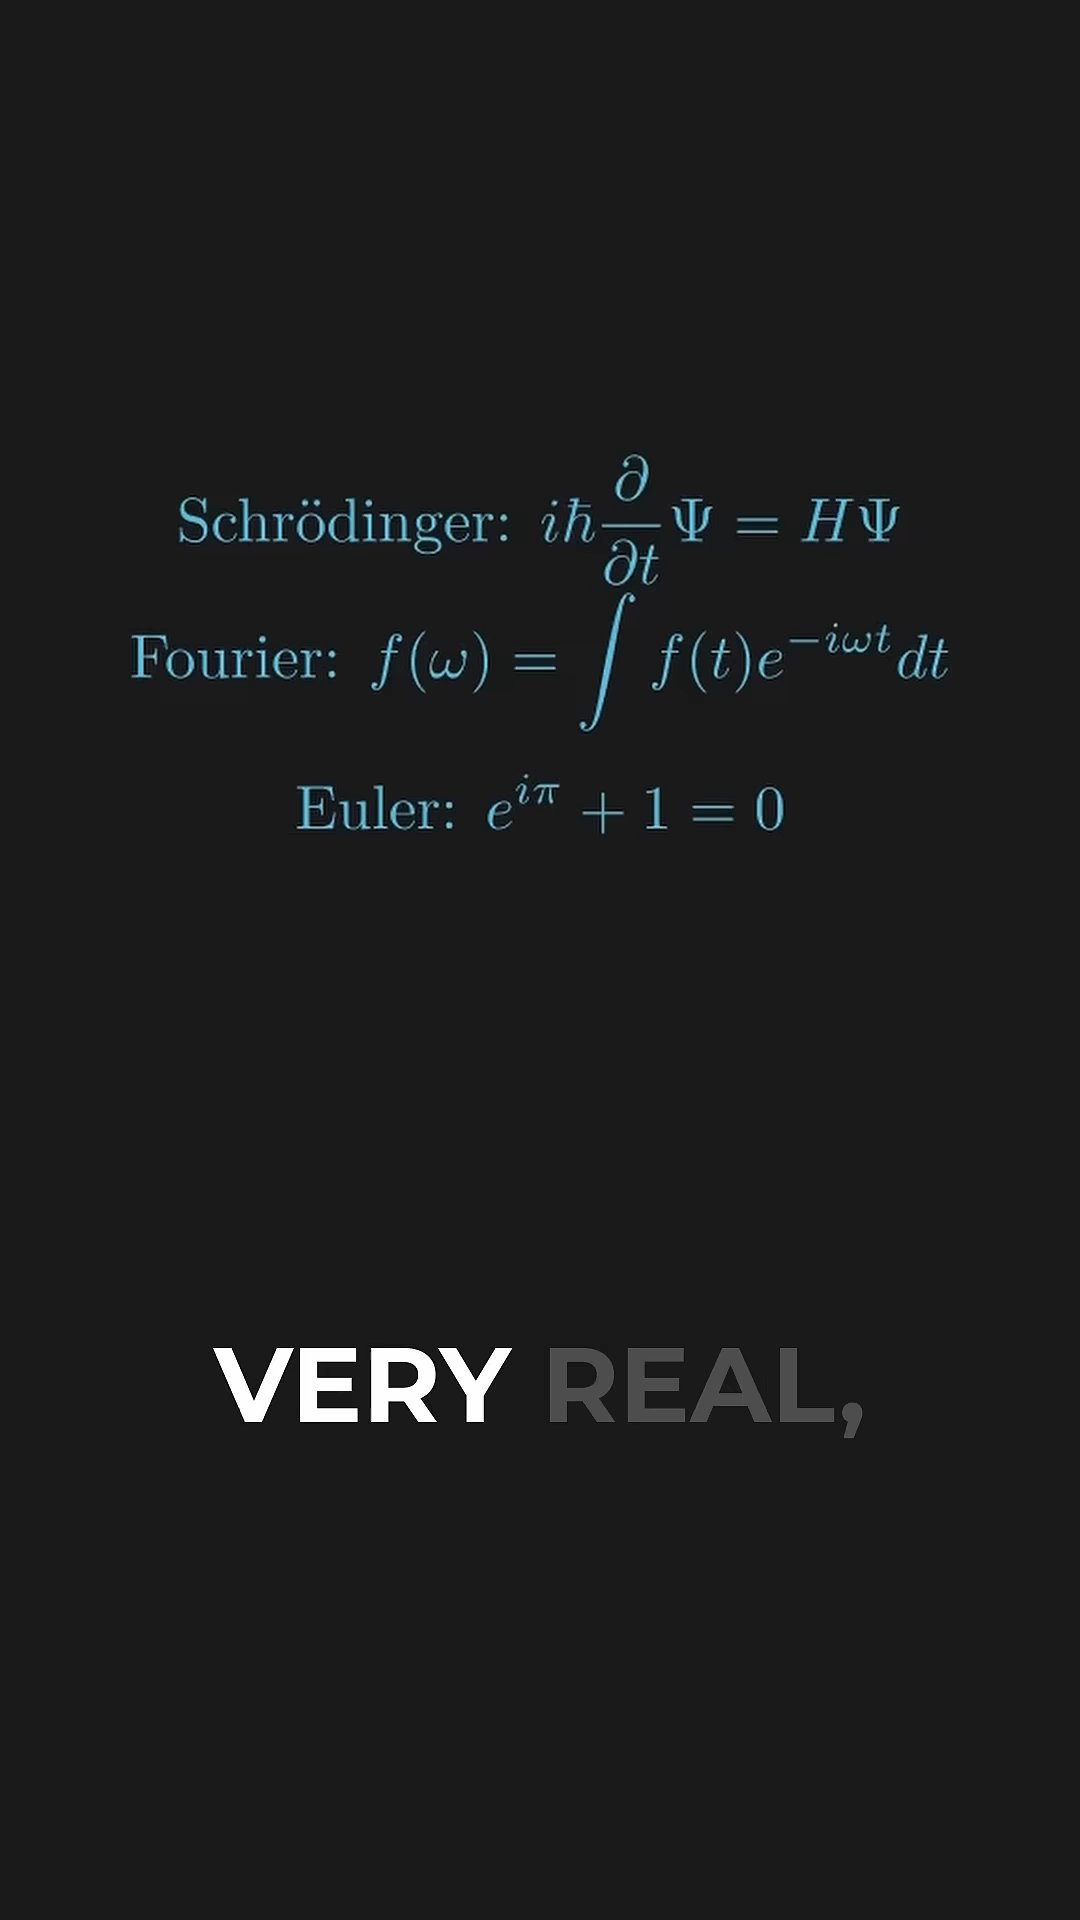 Schrödinger: iℏ ∂/∂t Ψ = HΨ
Fourier: f(ω) = ∫ f(t)e^{−iωt}dt
Euler: e^{iπ} + 1 = 0
VERY REAL,